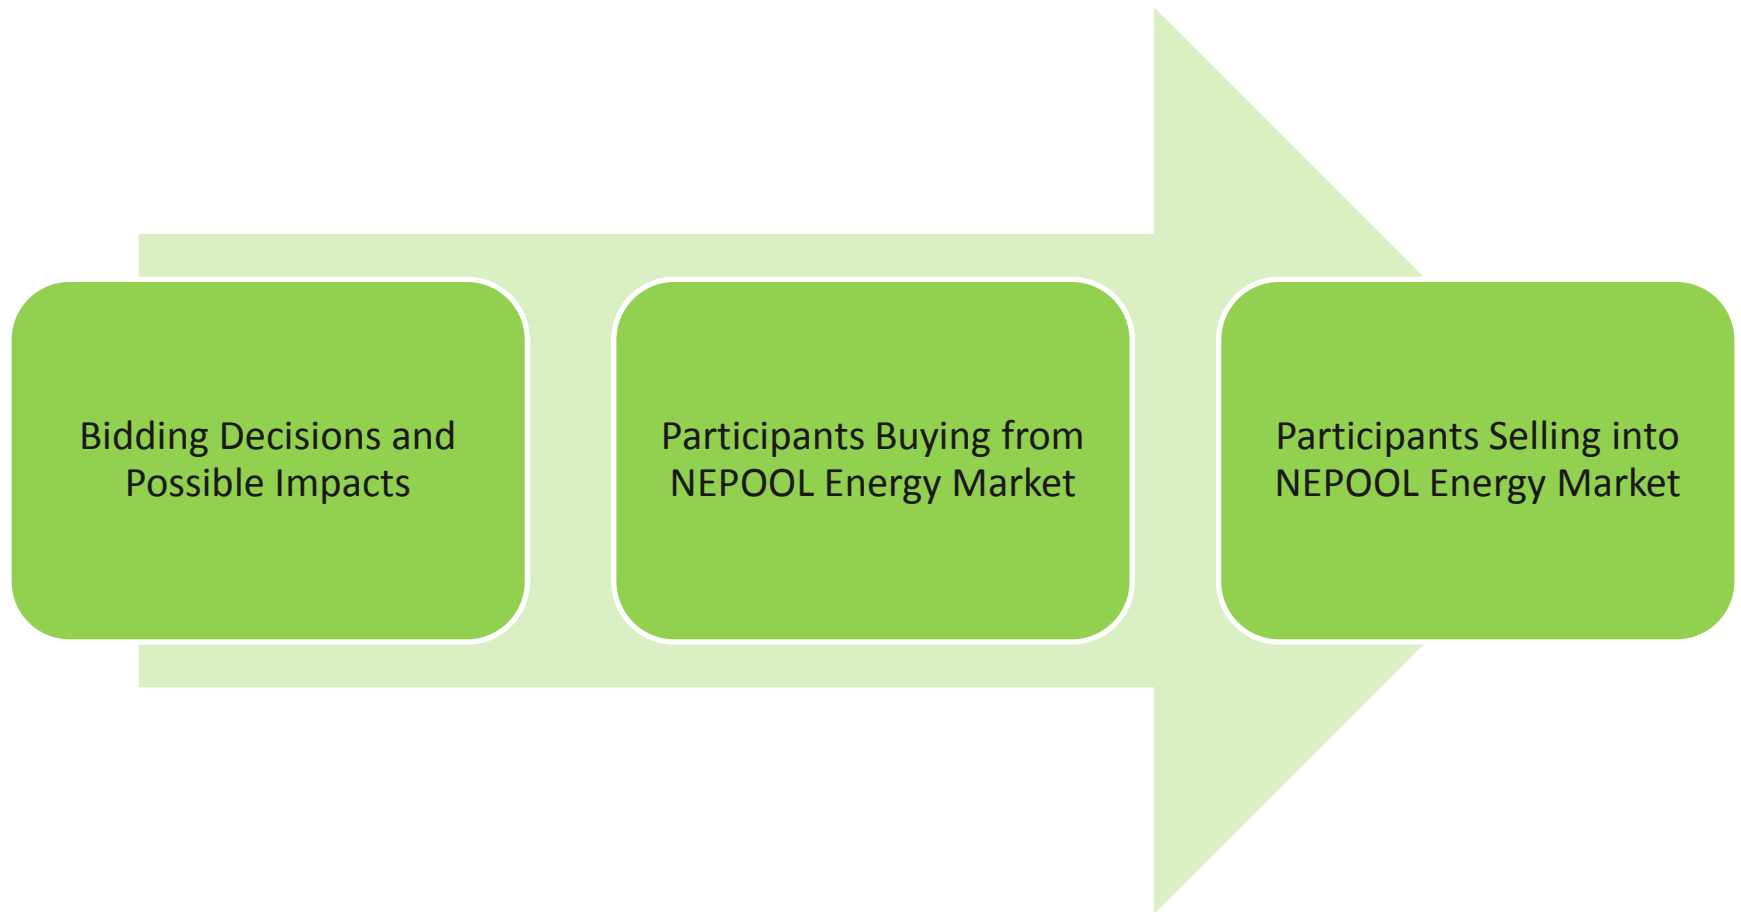 Bidding Decisions and
Possible Impacts
Participants Buying from
NEPOOL Energy Market
Participants Selling into
NEPOOL Energy Market